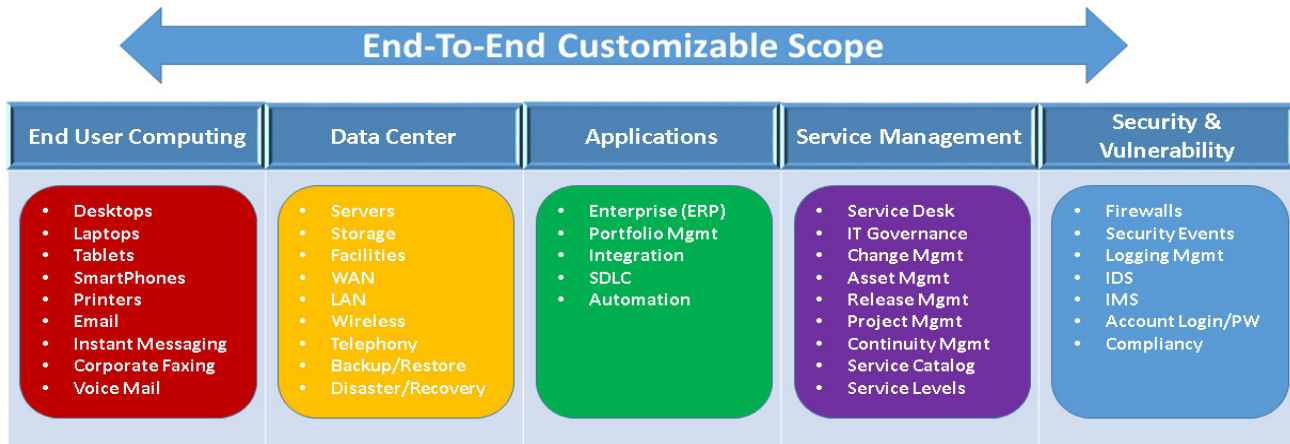 End-To-End Customizable Scope
End User Computing
Data Center
Applications
Service Management
Security &
Vulnerability
• Desktops
• Laptops
• Tablets
• SmartPhones
• Printers
• Email
• Instant Messaging
• Corporate Faxing
• Voice Mail
• Servers
• Storage
• Facilities
• WAN
• LAN
• Wireless
• Telephony
• Backup/Restore
• Disaster/Recovery
• Enterprise (ERP)
• Portfolio Mgmt
• Integration
• SDLC
• Automation
• Service Desk
• IT Governance
• Change Mgmt
• Asset Mgmt
• Release Mgmt
• Project Mgmt
• Continuity Mgmt
• Service Catalog
• Service Levels
• Firewalls
• Security Events
• Logging Mgmt
• IDS
• IMS
• Account Login/PW
• Compliancy